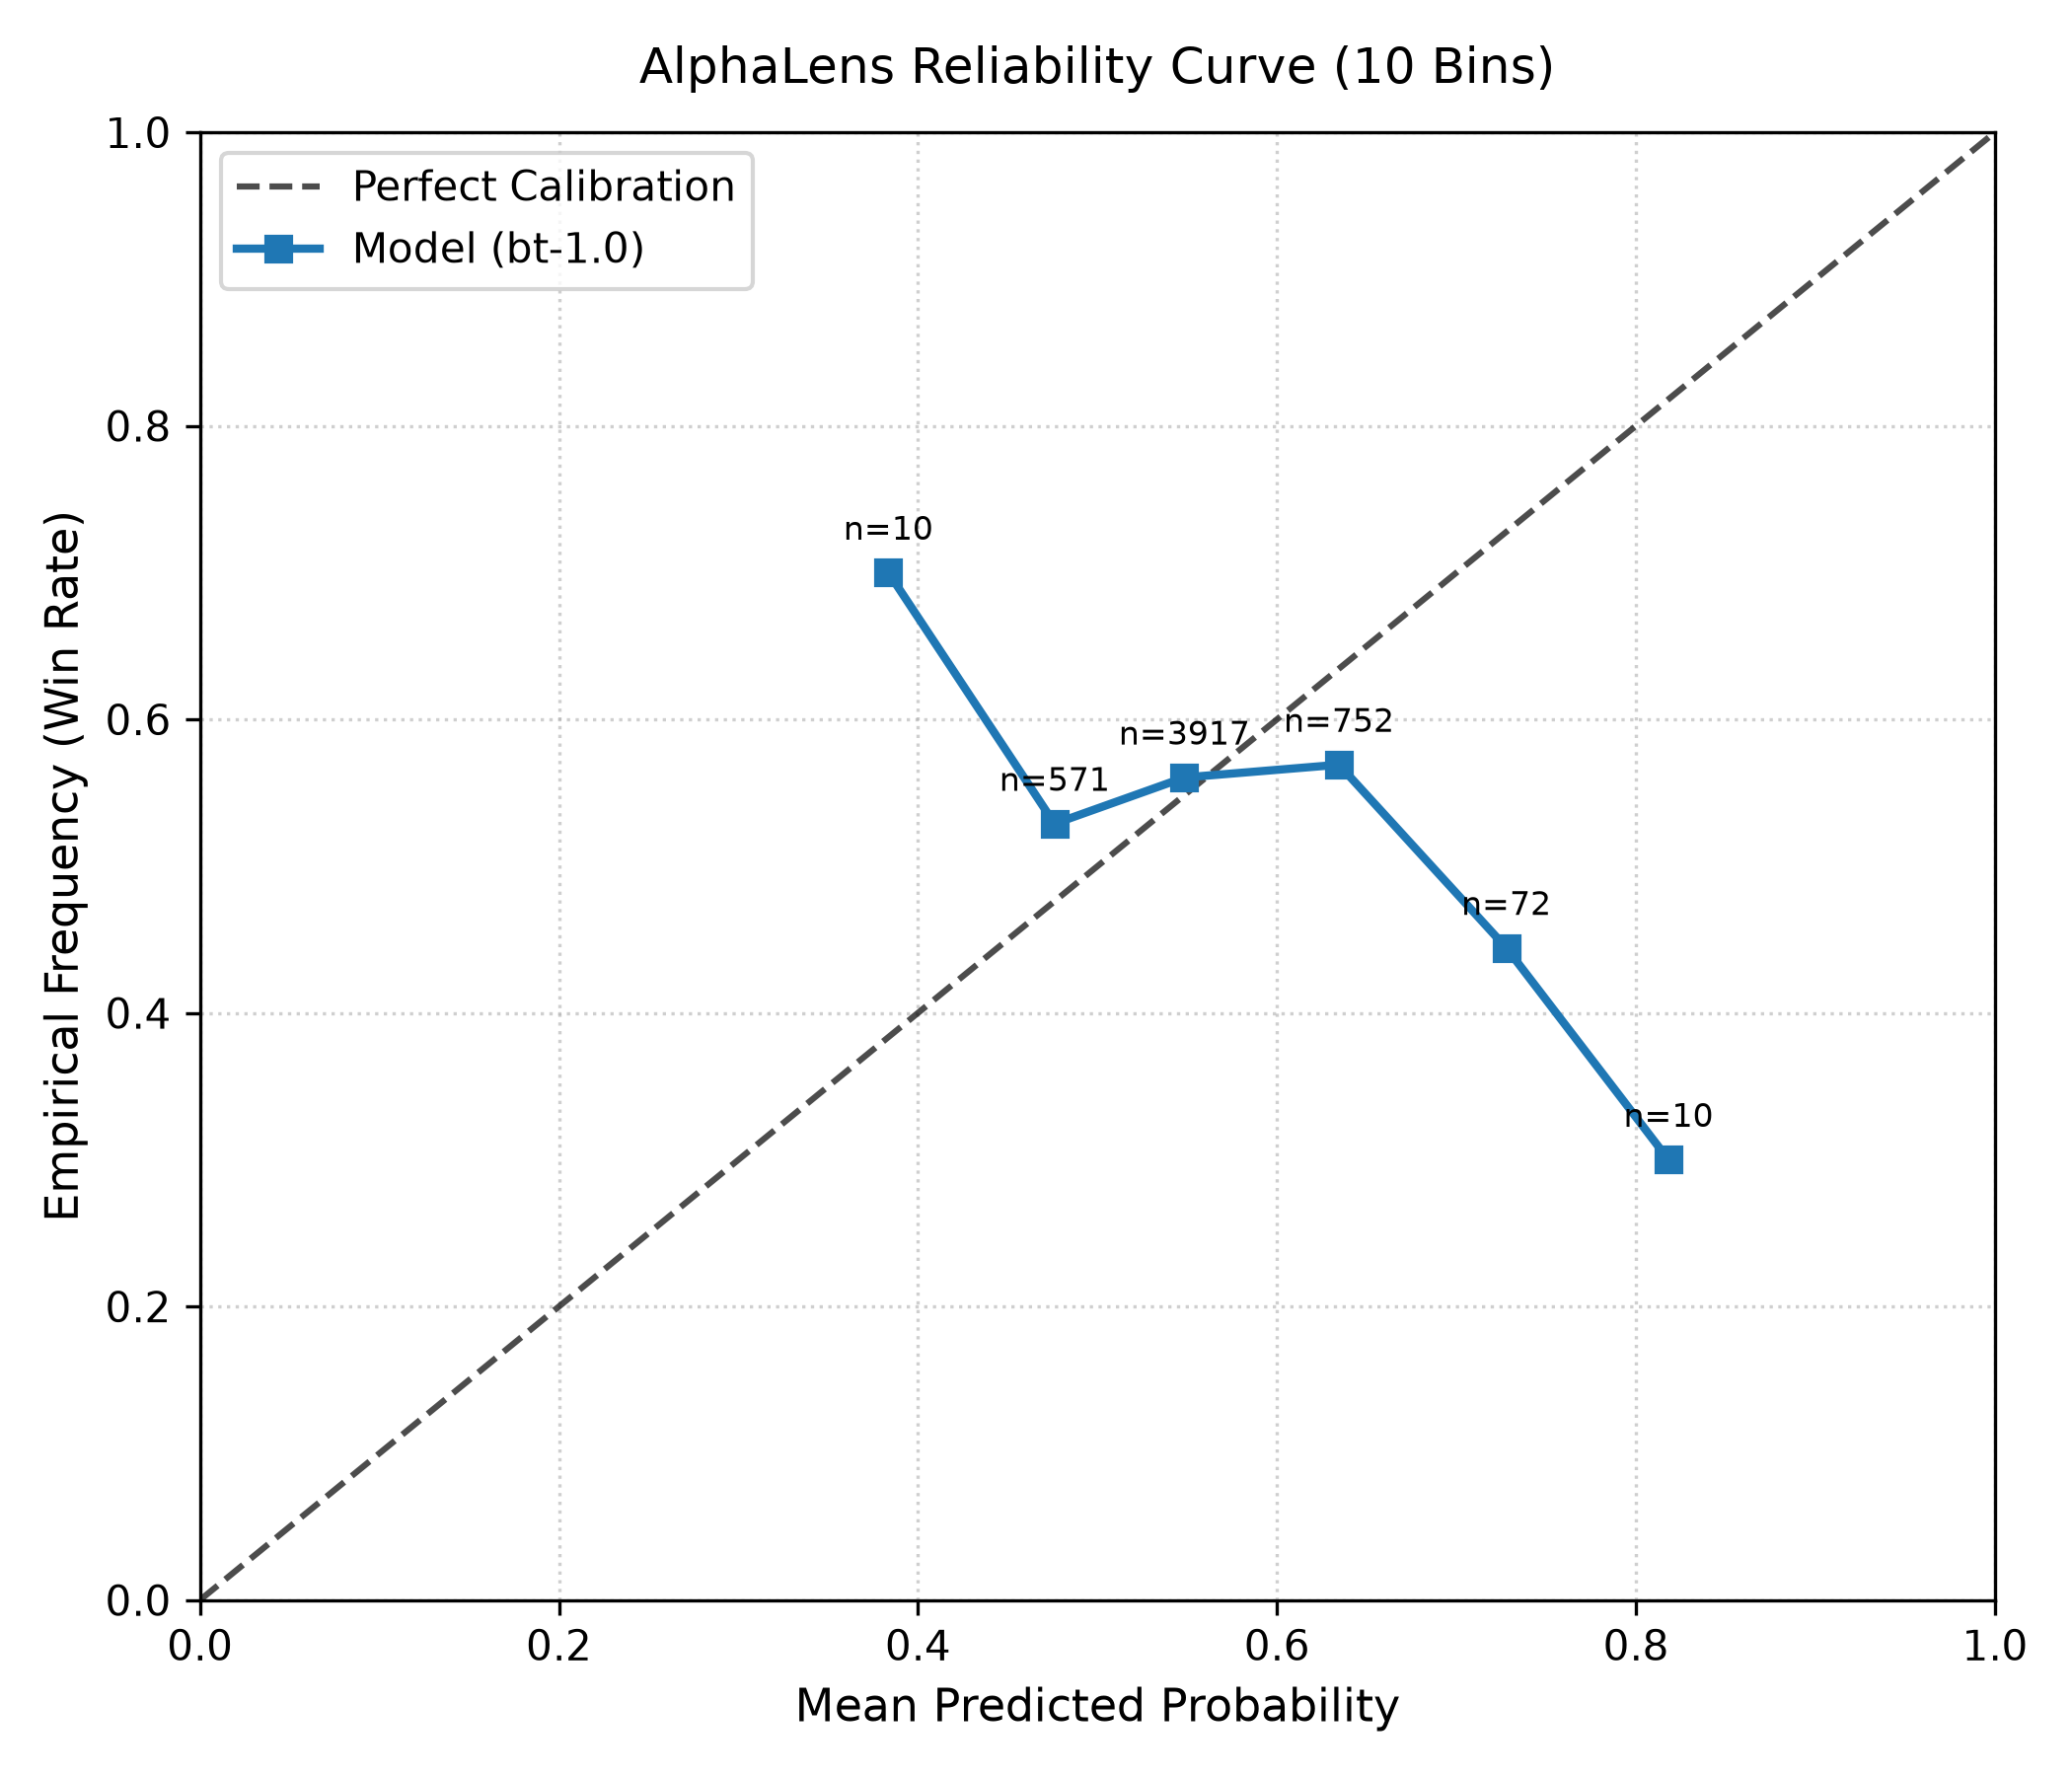 AlphaLens Reliability Curve (10 Bins)
Perfect Calibration
Model (bt-1.0)
Empirical Frequency (Win Rate)
1.0
0.8
0.6
0.4
0.2
0.0
n=10
n=571
n=3917
n=752
n=72
n=10
0.0
0.2
0.4
0.6
0.8
1.0
Mean Predicted Probability